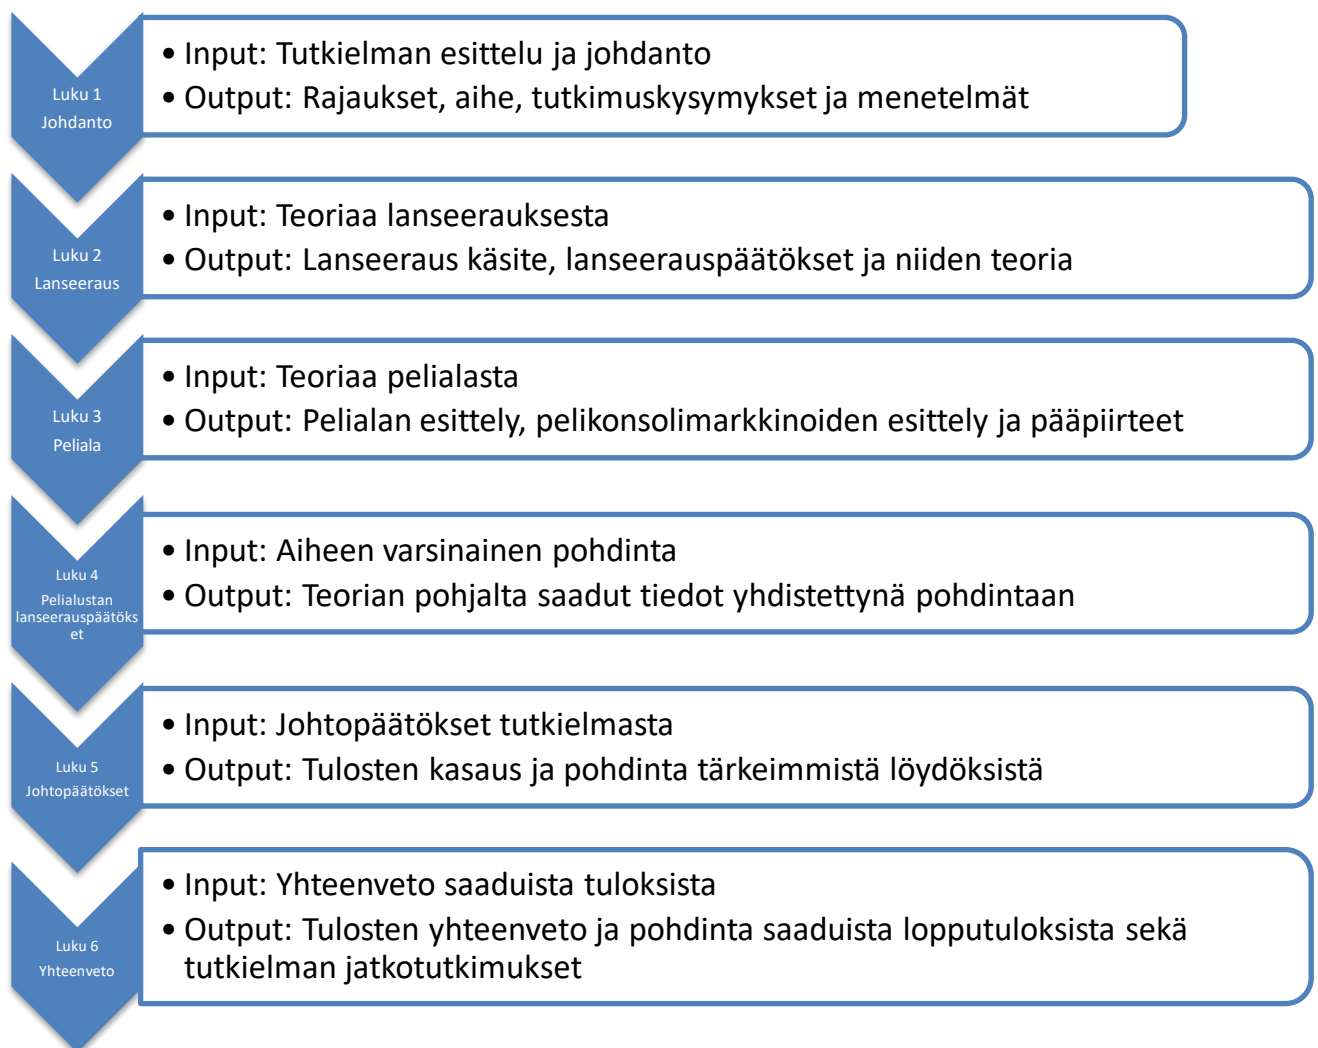 Luku 1
Johdanto
• Input: Tutkielman esittelu ja johdanto
• Output: Rajaukset, aihe, tutkimuskysymykset ja menetelmät
Luku 2
Lanseeraus
• Input: Teoriaa lanseerauksesta
• Output: Lanseeraus käsite, lanseerauspäätökset ja niiden teoria
Luku 3
Peliala
• Input: Teoriaa pelialasta
• Output: Pelialan esittely, pelikonsolimarkkinoiden esittely ja pääpiirteet
Luku 4
Pelialustan
lanseerauspäätöks
et
• Input: Aiheen varsinainen pohdinta
• Output: Teorian pohjalta saadut tiedot yhdistettynä pohdintaan
Luku 5
Johtopäätökset
• Input: Johtopäätökset tutkielmasta
• Output: Tulosten kasaus ja pohdinta tärkeimmistä löydöksistä
Luku 6
Yhteenveto
• Input: Yhteenveto saaduista tuloksista
• Output: Tulosten yhteenveto ja pohdinta saaduista lopputuloksista sekä
tutkielman jatkotutkimukset